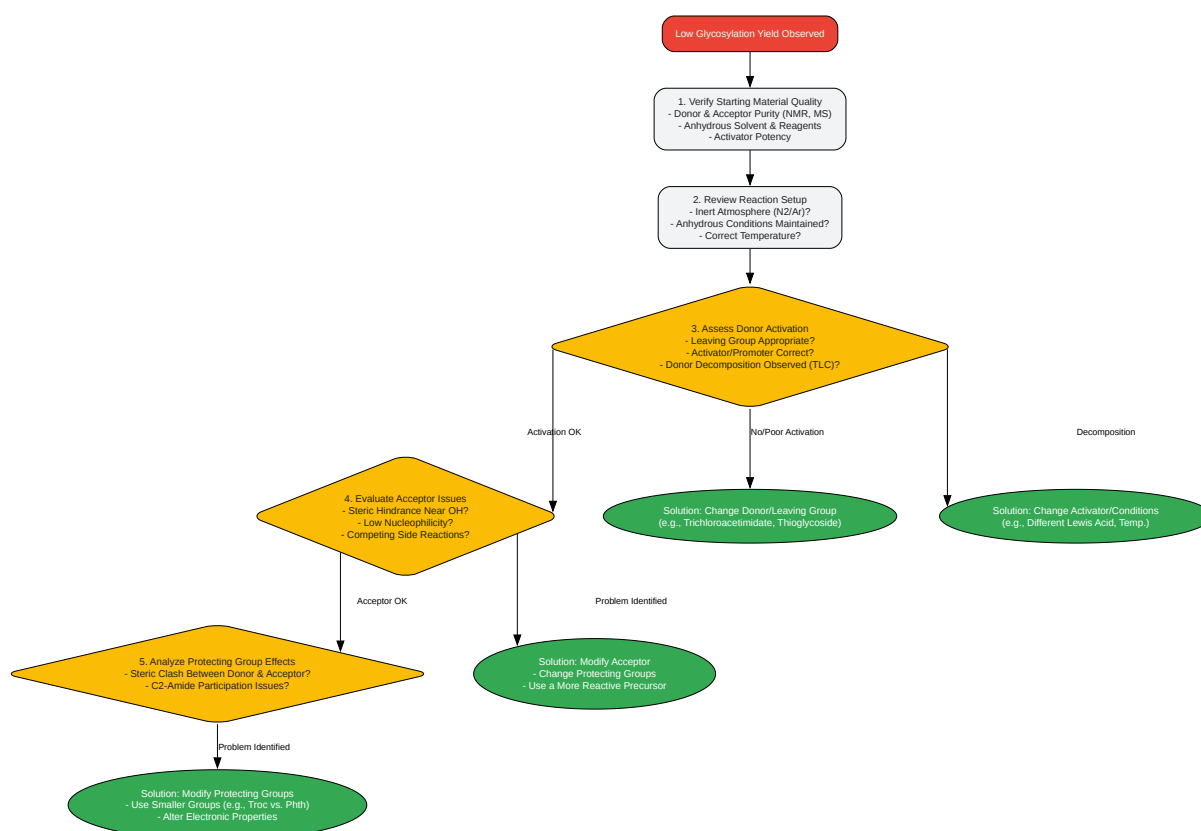 Low Glycosylation Yield Observed
1. Verify Starting Material Quality
- Donor & Acceptor Purity (NMR, MS)
- Anhydrous Solvent & Reagents
- Activator Potency
2. Review Reaction Setup
- Inert Atmosphere (N2/Ar)?
- Anhydrous Conditions Maintained?
- Correct Temperature?
3. Assess Donor Activation
- Leaving Group Appropriate?
- Activator/Promoter Correct?
- Donor Decomposition Observed (TLC)?
Activation OK
No/Poor Activation
Decomposition
4. Evaluate Acceptor Issues
- Steric Hindrance Near OH?
- Low Nucleophilicity?
- Competing Side Reactions?
Solution: Change Donor/Leaving Group
(e.g., Trichloroacetimidate, Thioglycoside)
Solution: Change Activator/Conditions
(e.g., Different Lewis Acid, Temp.)
Acceptor OK
Problem Identified
5. Analyze Protecting Group Effects
- Steric Clash Between Donor & Acceptor?
- C2-Amide Participation Issues?
Solution: Modify Acceptor
- Change Protecting Groups
- Use a More Reactive Precursor
Problem Identified
Solution: Modify Protecting Groups
- Use Smaller Groups (e.g., Troc vs. Phth)
- Alter Electronic Properties